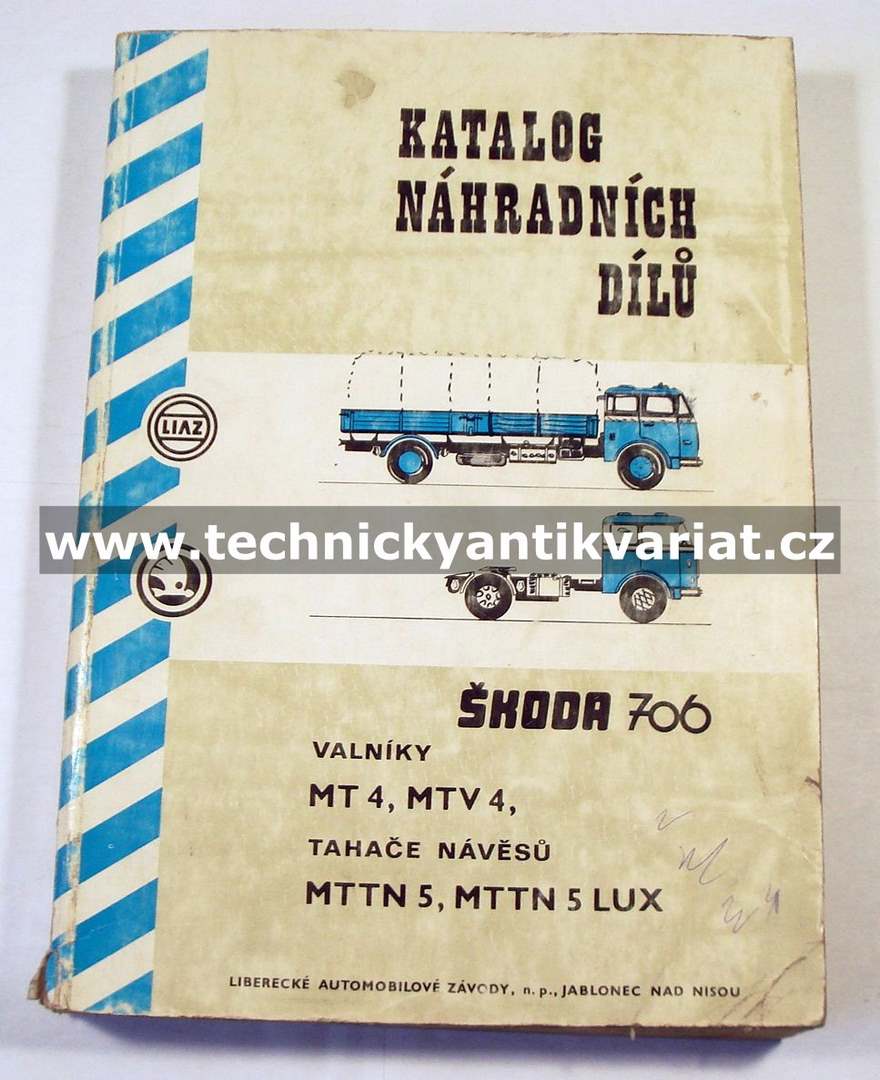 KATALOG
NÁHRADNÍCH
DÍLŮ
LIAZ
www.technickyantikvariat.cz
ŠKODA 706
VALNÍKY
MT 4, MTV 4,
TAHAČE NÁVĚSŮ
MTTN 5, MTTN 5 LUX
LIBERECKÉ AUTOMOBILOVÉ ZÁVODY, n. p., JABLONEC NAD NISOU